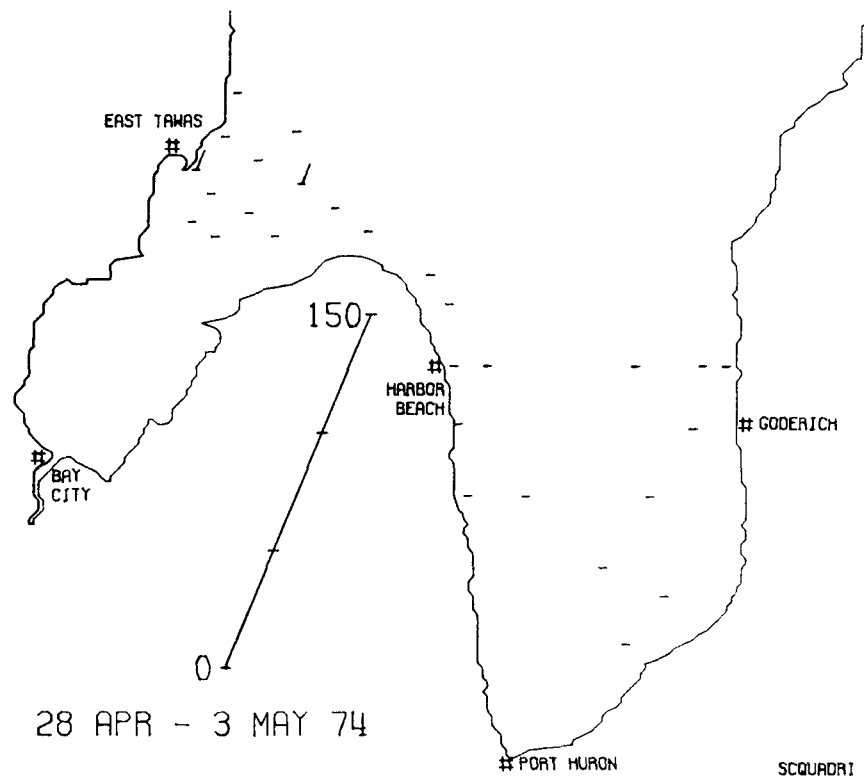 EAST TAWAS
150
HARBOR
BEACH
GODERICH
BAY
CITY
0
28 APR - 3 MAY 74
PORT HURON
SCQUADRI